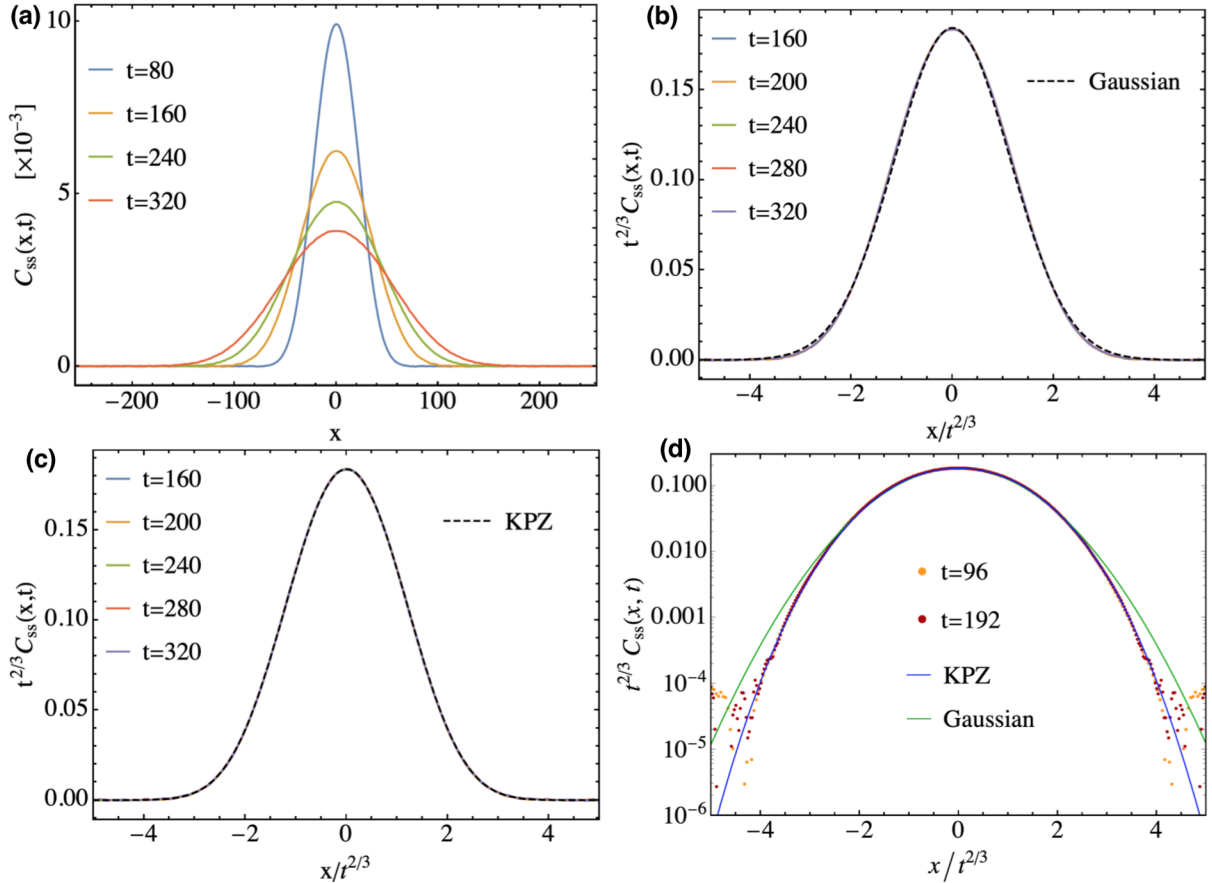 (a)
10
5
0
C_ss(x,t) [×10^-3]
t=80
t=160
t=240
t=320
-200 -100 0 100 200
x
(b)
0.15
0.10
0.05
0.00
t^2/3 C_ss(x,t)
t=160
t=200
t=240
t=280
t=320
Gaussian
-4 -2 0 2 4
x/t^2/3
(c)
0.15
0.10
0.05
0.00
t^2/3 C_ss(x,t)
t=160
t=200
t=240
t=280
t=320
KPZ
-4 -2 0 2 4
x/t^2/3
(d)
0.100
0.010
0.001
10^-4
10^-5
10^-6
t^2/3 C_ss(x, t)
t=96
t=192
KPZ
Gaussian
-4 -2 0 2 4
x / t^2/3